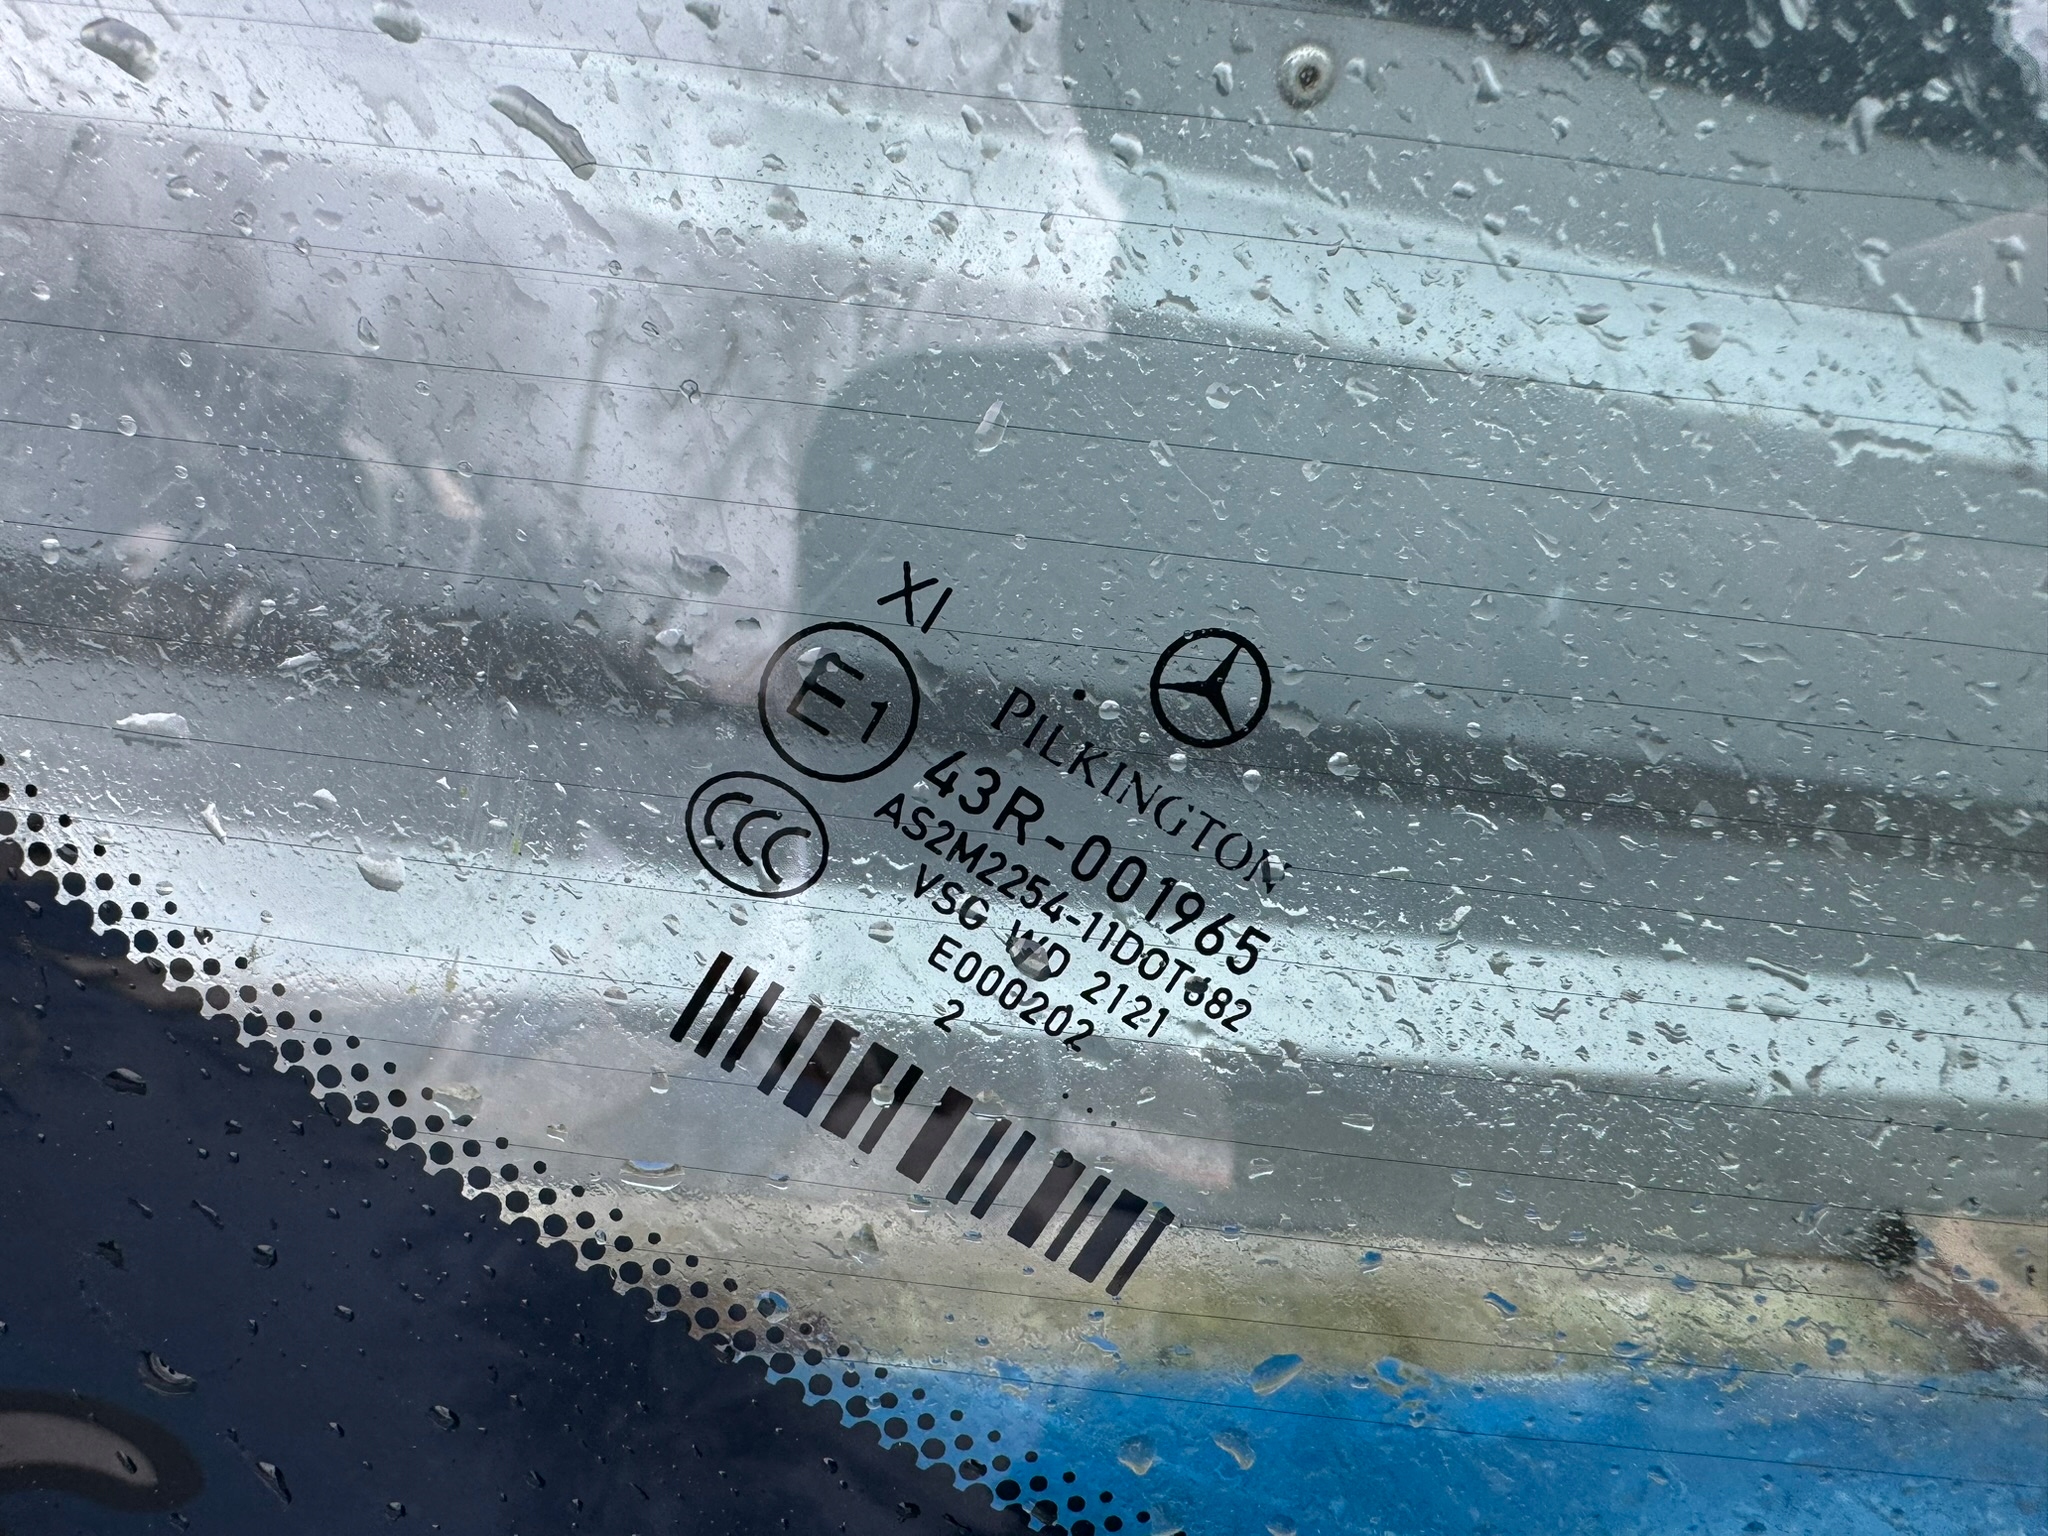 XI
E1
PILKINGTON
43R-001965
CCC
AS2M2254-11DOT682
VSG WD 2121
E000202
2